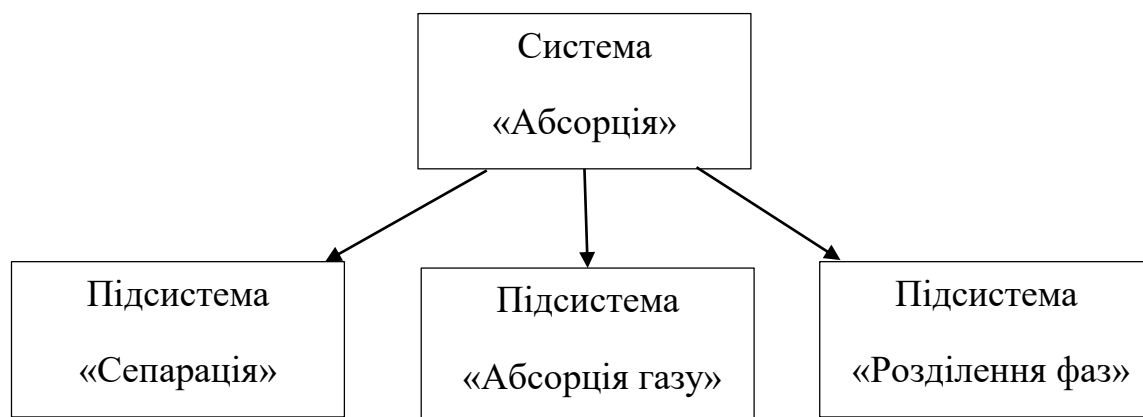 Система
«Абсорція»
Підсистема
«Сепарація»
Підсистема
«Абсорція газу»
Підсистема
«Розділення фаз»